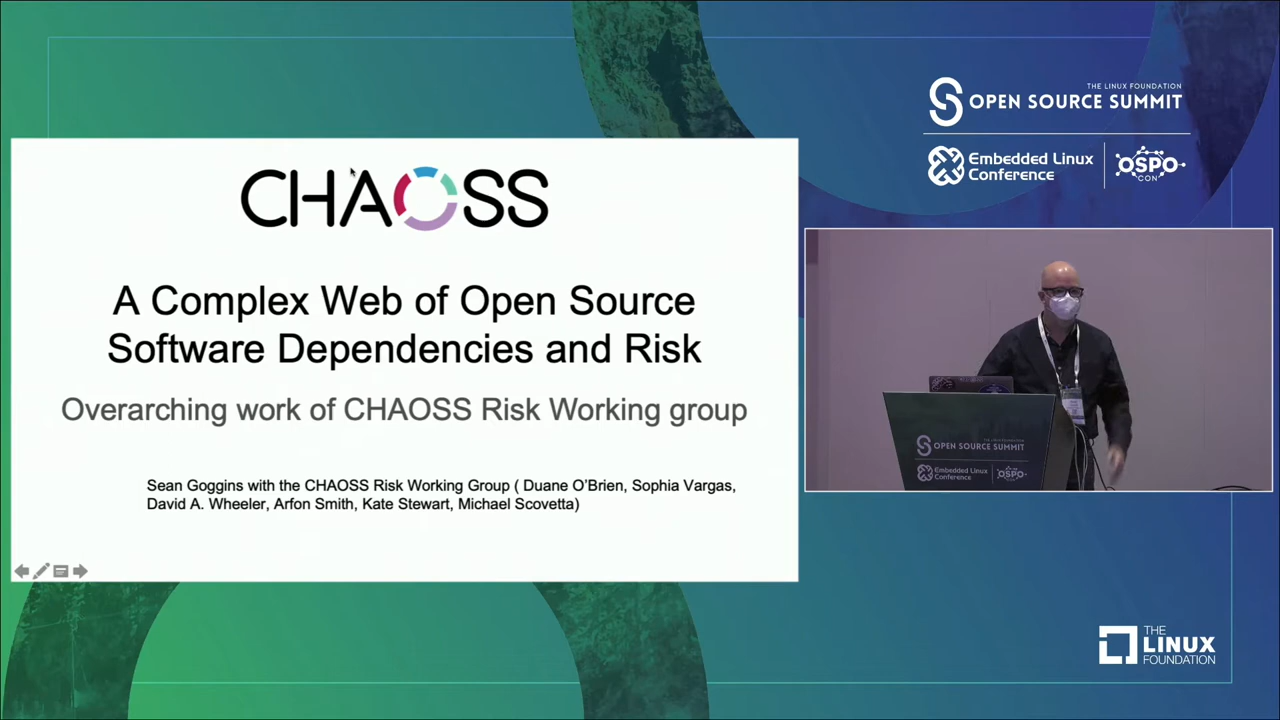 CHAOSS
A Complex Web of Open Source
Software Dependencies and Risk
Overarching work of CHAOSS Risk Working group
Sean Goggins with the CHAOSS Risk Working Group ( Duane O’Brien, Sophia Vargas,
David A. Wheeler, Arfon Smith, Kate Stewart, Michael Scovetta)
THE LINUX FOUNDATION
OPEN SOURCE SUMMIT
Embedded Linux
Conference
OSPO
CON
OPEN SOURCE SUMMIT
Embedded Linux
Conference
OSPO
CON
THE
LINUX
FOUNDATION